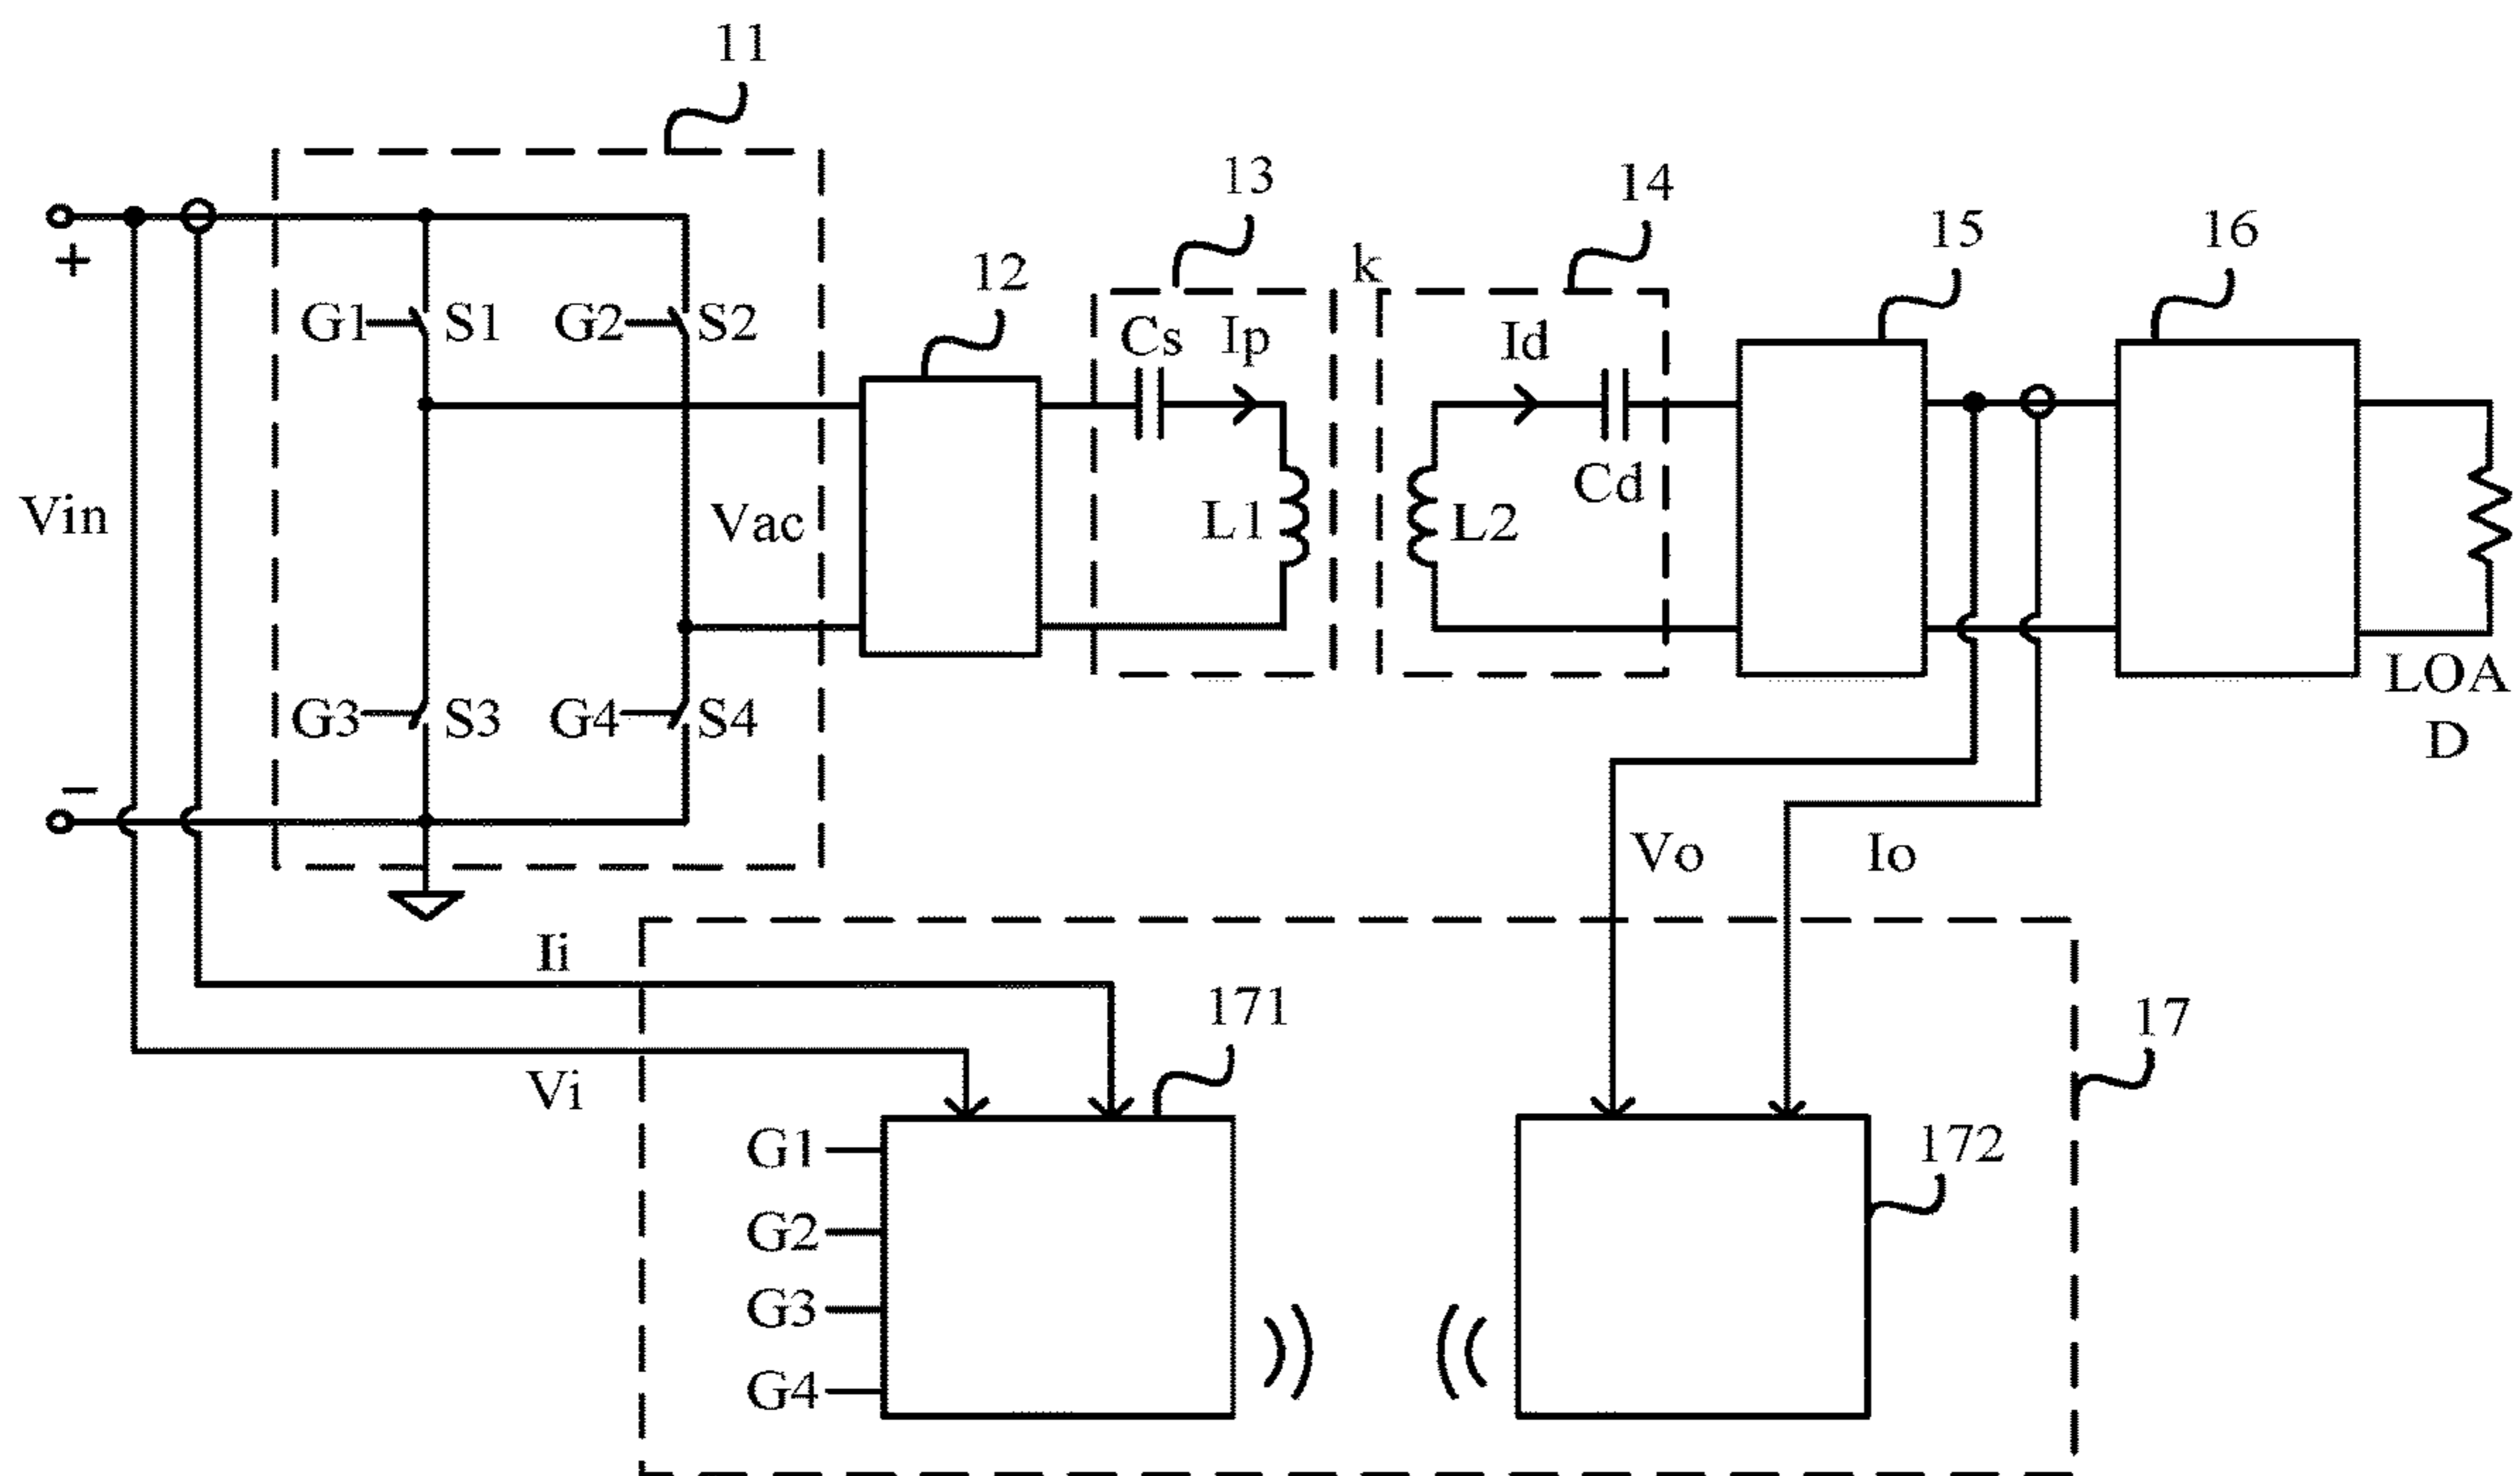 11
13
14
15
16
12
k
+
G1
S1
G2
S2
Cs
Ip
Id
Vin
Vac
L1
L2
Cd
G3
S3
G4
S4
−
LOA
D
Vo
Io
Ii
171
17
Vi
G1
172
G2
G3
G4